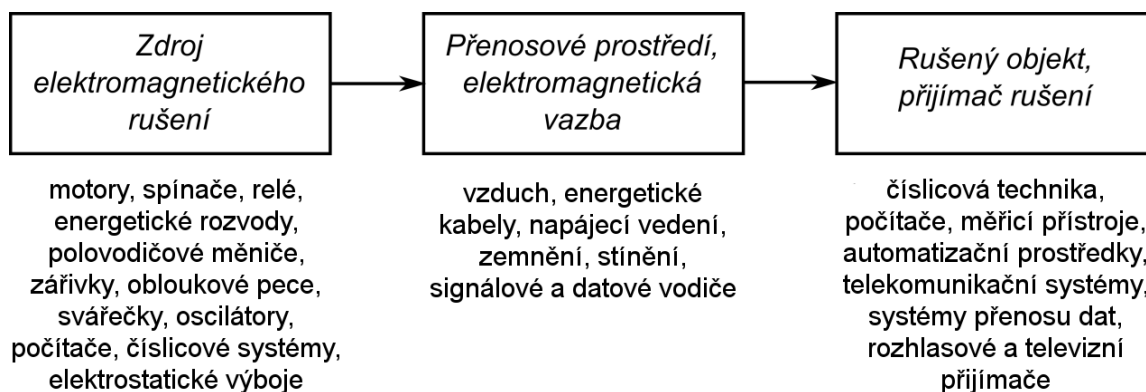 Zdroj
elektromagnetického
rušení
Přenosové prostředí,
elektromagnetická
vazba
Rušený objekt,
přijímač rušení
motory, spínače, relé,
energetické rozvody,
polovodičové měniče,
zářivky, obloukové pece,
svářečky, oscilátory,
počítače, číslicové systémy,
elektrostatické výboje
vzduch, energetické
kabely, napájecí vedení,
zemnění, stínění,
signálové a datové vodiče
číslicová technika,
počítače, měřicí přístroje,
automatizační prostředky,
telekomunikační systémy,
systémy přenosu dat,
rozhlasové a televizní
přijímače